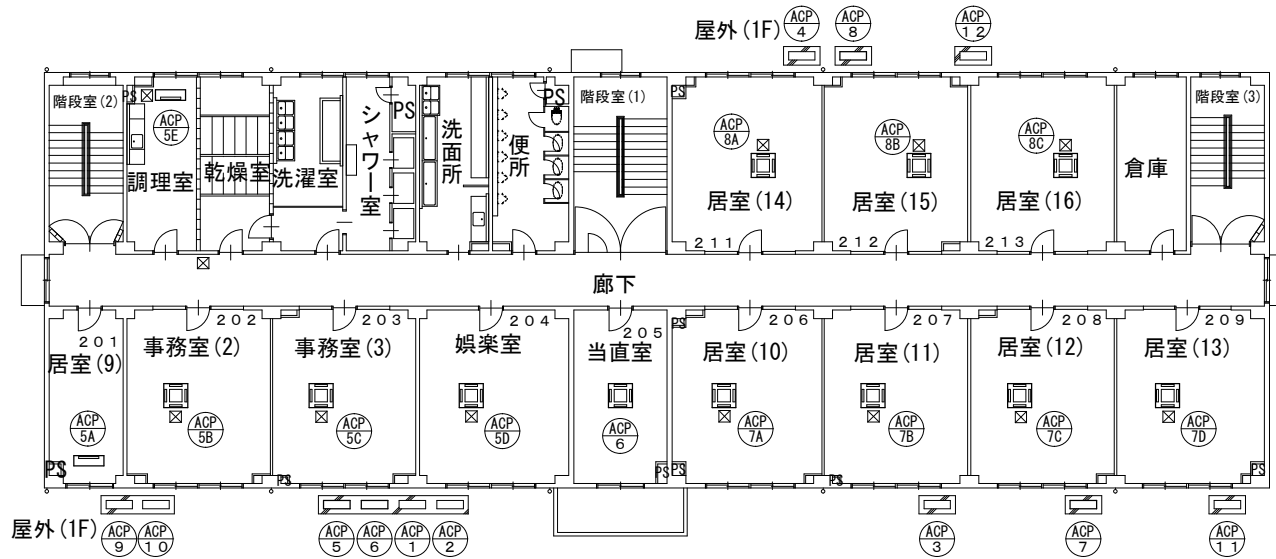 屋外(1F)
ACP 4
ACP 8
ACP 12
階段室(2)
PS
ACP 5E
調理室
乾燥室
洗濯室
シャワー室
PS
洗面所
便所
PS
階段室(1)
PS
ACP 8A
居室(14)
211
ACP 8B
居室(15)
212
ACP 8C
居室(16)
213
倉庫
階段室(3)
廊下
201
居室(9)
ACP 5A
PS
202
事務室(2)
ACP 5B
203
事務室(3)
ACP 5C
PS
204
娯楽室
ACP 5D
205
当直室
ACP 6
PS
PS
206
居室(10)
ACP 7A
PS
207
居室(11)
ACP 7B
PS
208
居室(12)
ACP 7C
209
居室(13)
ACP 7D
PS
屋外(1F)
ACP 9
ACP 10
ACP 5
ACP 6
ACP 1
ACP 2
ACP 3
ACP 7
ACP 11